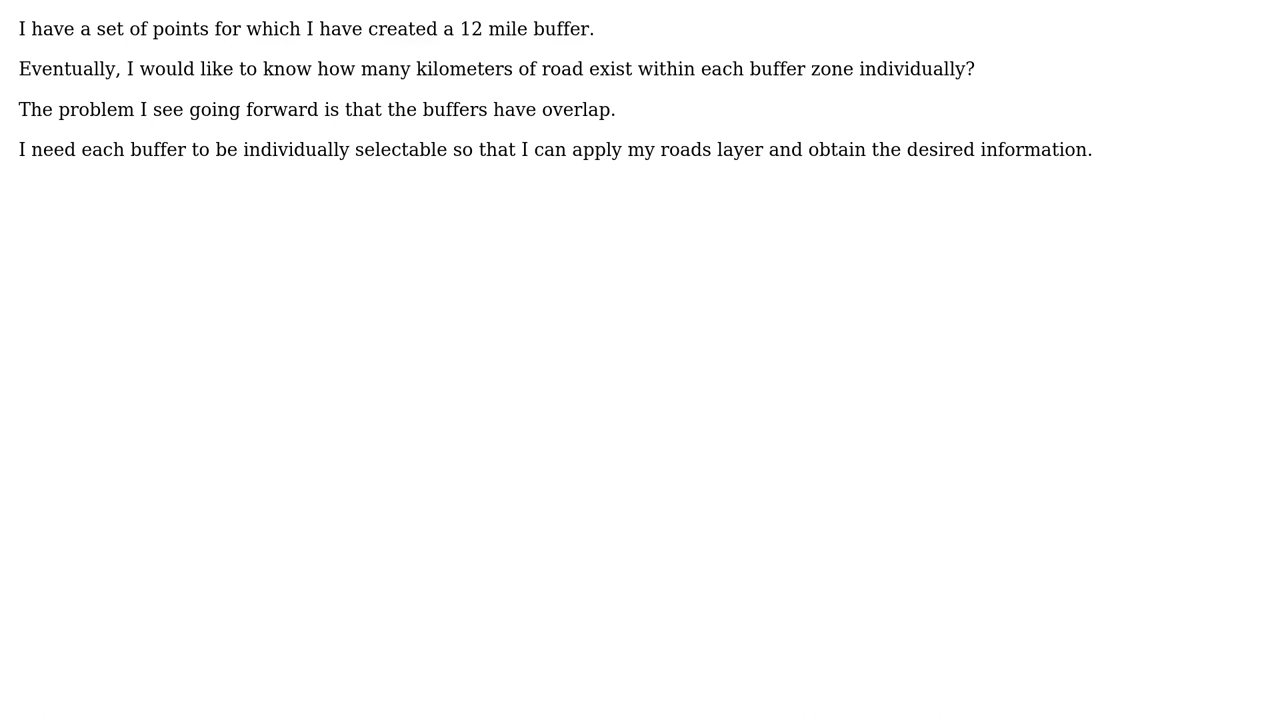 I have a set of points for which I have created a 12 mile buffer.
Eventually, I would like to know how many kilometers of road exist within each buffer zone individually?
The problem I see going forward is that the buffers have overlap.
I need each buffer to be individually selectable so that I can apply my roads layer and obtain the desired information.